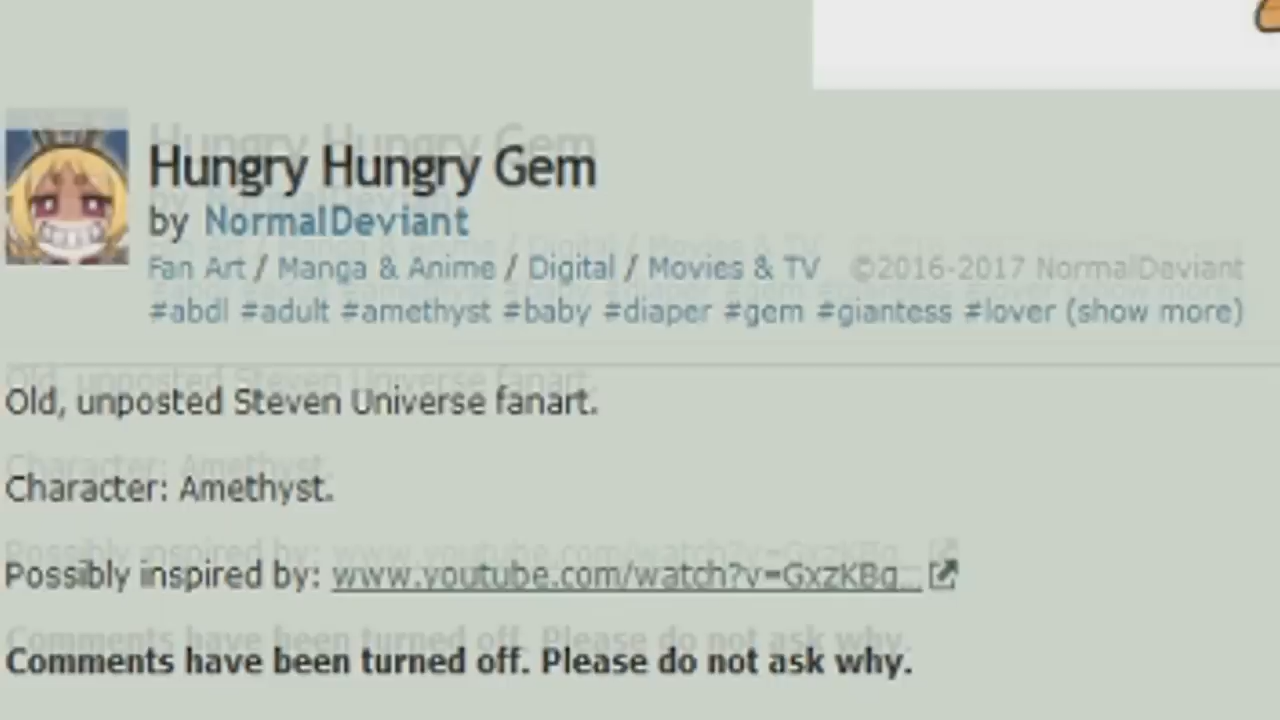 Hungry Hungry Gem
by NormalDeviant
Fan Art / Manga & Anime / Digital / Movies & TV ©2016-2017 NormalDeviant
#abdl #adult #amethyst #baby #diaper #gem #giantess #lover (show more)
Old, unposted Steven Universe fanart.
Character: Amethyst.
Possibly inspired by: www.youtube.com/watch?v=GxzKBq…
Comments have been turned off. Please do not ask why.